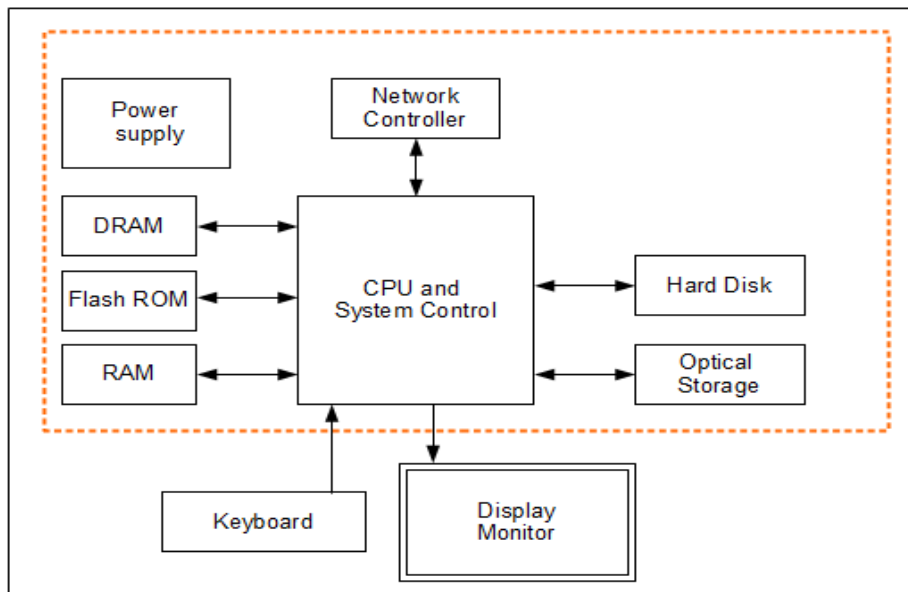 Power
supply
Network
Controller
DRAM
Flash ROM
RAM
CPU and
System Control
Hard Disk
Optical
Storage
Keyboard
Display
Monitor